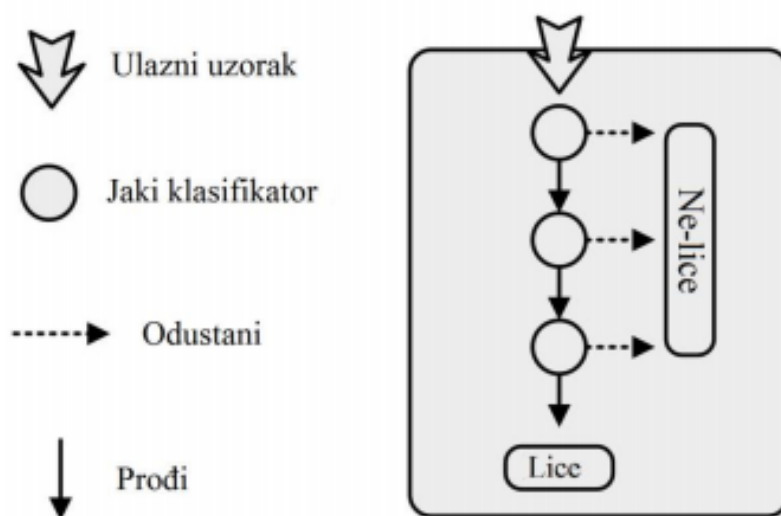 Ulazni uzorak
Jaki klasifikator
Odustani
Prođi
Ne-lice
Lice